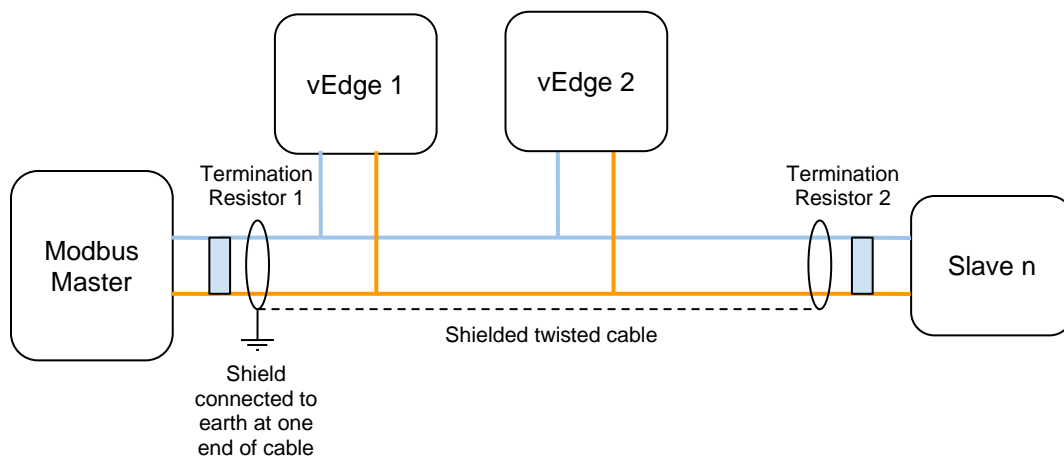 vEdge 1
vEdge 2
Termination
Resistor 1
Termination
Resistor 2
Modbus
Master
Slave n
Shielded twisted cable
Shield
connected to
earth at one
end of cable